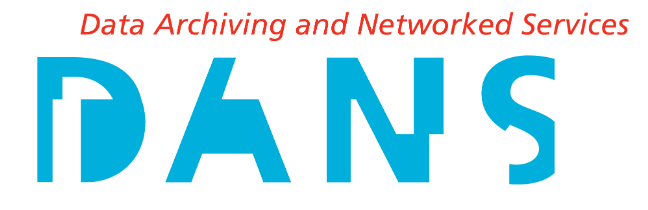 Data Archiving and Networked Services
DANS